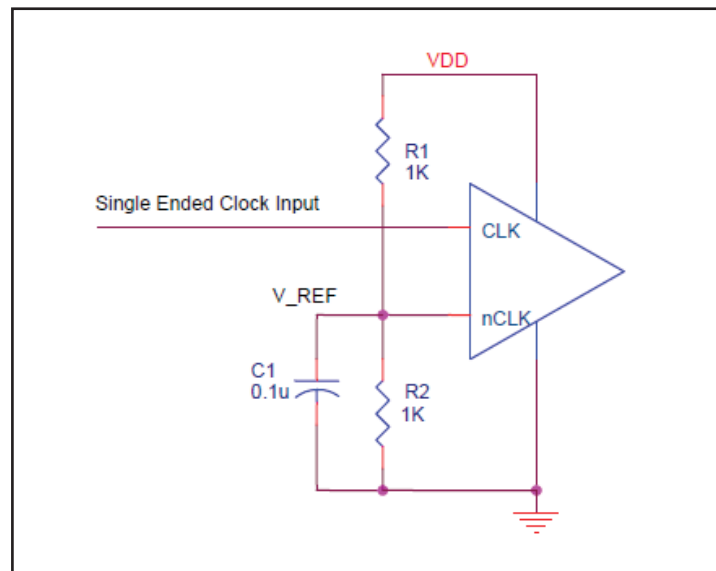 VDD
R1
1K
Single Ended Clock Input
CLK
V_REF
nCLK
C1
0.1u
R2
1K